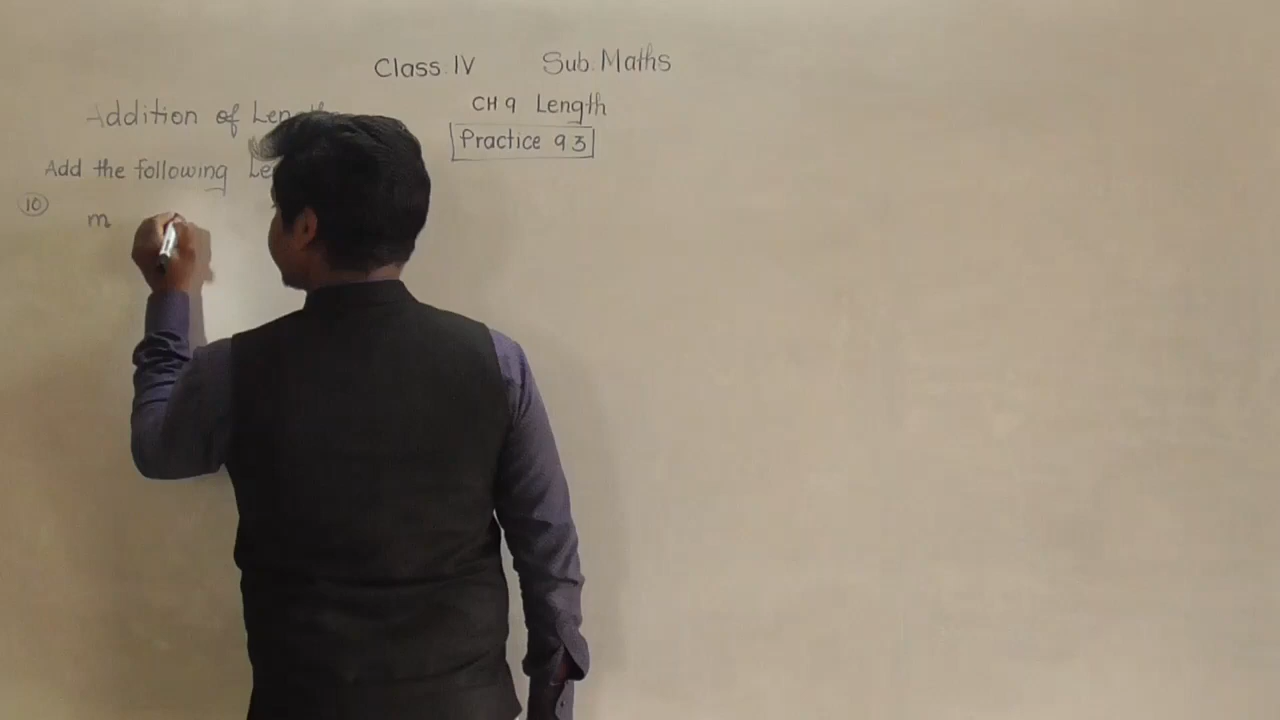 Class. IV Sub. Maths
Addition of
CH 9 Length
Practice 9 3
Add the following
10
m